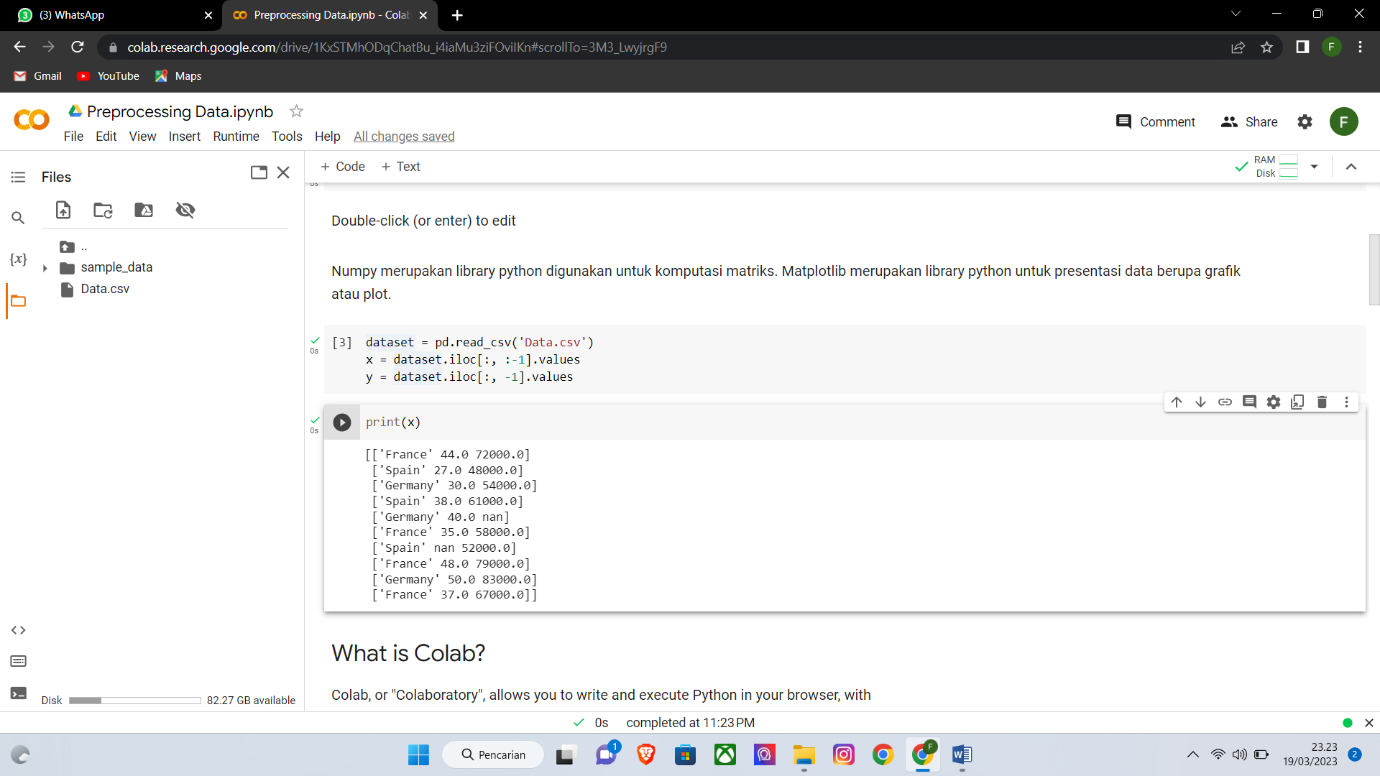 (3) WhatsApp
Preprocessing Data.ipynb - Colab
colab.research.google.com/drive/1KxSTMhODqChatBu_i4iaMu3ziFOvilKn#scrollTo=3M3_LwyjrgF9
F
Gmail
YouTube
Maps
Preprocessing Data.ipynb
File Edit View Insert Runtime Tools Help All changes saved
Comment
Share
F
Files
+ Code + Text
RAM
Disk
..
sample_data
Data.csv
0s
Double-click (or enter) to edit
{x}
Numpy merupakan library python digunakan untuk komputasi matriks. Matplotlib merupakan library python untuk presentasi data berupa grafik
atau plot.
[3] dataset = pd.read_csv('Data.csv')
0s
x = dataset.iloc[:, :-1].values
y = dataset.iloc[:, -1].values
print(x)
0s
[['France' 44.0 72000.0]
['Spain' 27.0 48000.0]
['Germany' 30.0 54000.0]
['Spain' 38.0 61000.0]
['Germany' 40.0 nan]
['France' 35.0 58000.0]
['Spain' nan 52000.0]
['France' 48.0 79000.0]
['Germany' 50.0 83000.0]
['France' 37.0 67000.0]]
What is Colab?
Colab, or "Colaboratory", allows you to write and execute Python in your browser, with
Disk
82.27 GB available
0s completed at 11:23 PM
Pencarian
1
F
23.23
19/03/2023
2